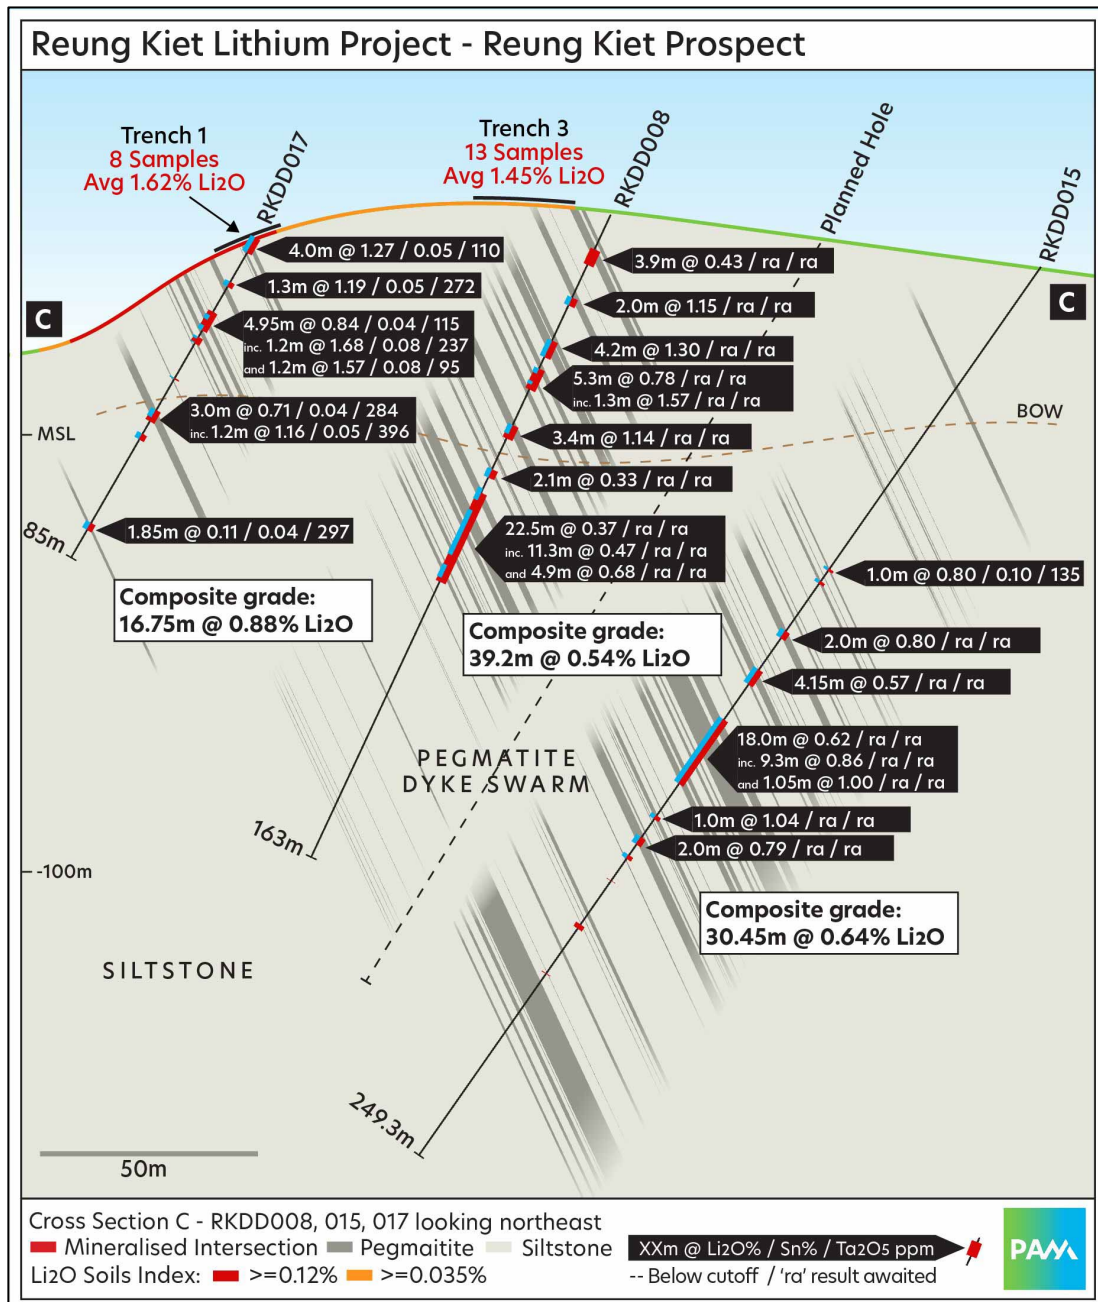 Reung Kiet Lithium Project - Reung Kiet Prospect
Trench 1
8 Samples
Avg 1.62% Li2O
RKDD017
Trench 3
13 Samples
Avg 1.45% Li2O
RKDD008
Planned Hole
RKDD015
C
C
4.0m @ 1.27 / 0.05 / 110
1.3m @ 1.19 / 0.05 / 272
4.95m @ 0.84 / 0.04 / 115
inc. 1.2m @ 1.68 / 0.08 / 237
and 1.2m @ 1.57 / 0.08 / 95
3.0m @ 0.71 / 0.04 / 284
inc. 1.2m @ 1.16 / 0.05 / 396
1.85m @ 0.11 / 0.04 / 297
85m
Composite grade:
16.75m @ 0.88% Li2O
3.9m @ 0.43 / ra / ra
2.0m @ 1.15 / ra / ra
4.2m @ 1.30 / ra / ra
5.3m @ 0.78 / ra / ra
inc. 1.3m @ 1.57 / ra / ra
3.4m @ 1.14 / ra / ra
2.1m @ 0.33 / ra / ra
22.5m @ 0.37 / ra / ra
inc. 11.3m @ 0.47 / ra / ra
and 4.9m @ 0.68 / ra / ra
Composite grade:
39.2m @ 0.54% Li2O
163m
BOW
MSL
1.0m @ 0.80 / 0.10 / 135
2.0m @ 0.80 / ra / ra
4.15m @ 0.57 / ra / ra
18.0m @ 0.62 / ra / ra
inc. 9.3m @ 0.86 / ra / ra
and 1.05m @ 1.00 / ra / ra
1.0m @ 1.04 / ra / ra
2.0m @ 0.79 / ra / ra
Composite grade:
30.45m @ 0.64% Li2O
249.3m
PEGMATITE
DYKE SWARM
-100m
SILTSTONE
50m
Cross Section C - RKDD008, 015, 017 looking northeast
Mineralised Intersection Pegmaitite Siltstone
Li2O Soils Index: >=0.12% >=0.035%
XXm @ Li2O% / Sn% / Ta2O5 ppm
-- Below cutoff / 'ra' result awaited
PAM